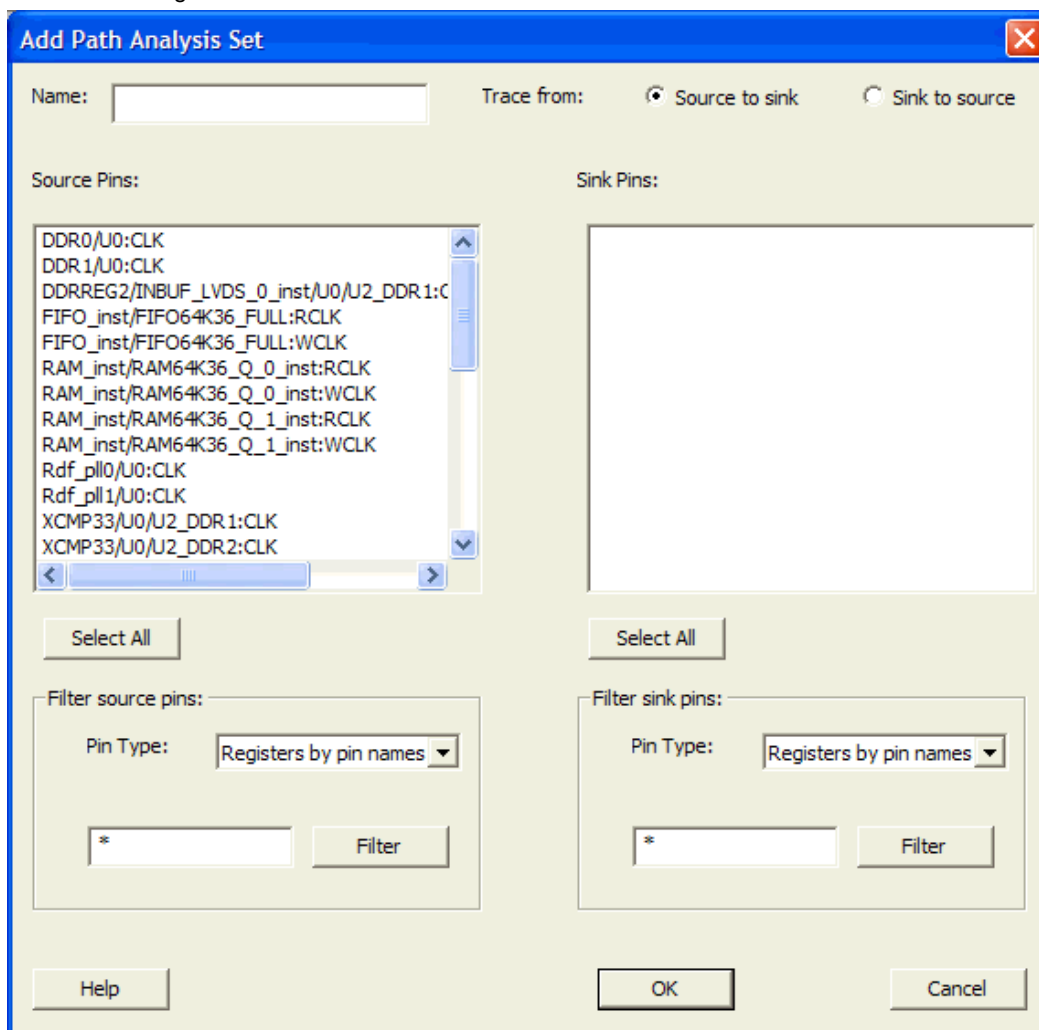 Add Path Analysis Set
Name:
Trace from:
Source to sink
Sink to source
Source Pins:
Sink Pins:
DDR0/U0:CLK
DDR1/U0:CLK
DDRREG2/INBUF_LVDS_0_inst/U0/U2_DDR1:C
FIFO_inst/FIFO64K36_FULL:RCLK
FIFO_inst/FIFO64K36_FULL:WCLK
RAM_inst/RAM64K36_Q_0_inst:RCLK
RAM_inst/RAM64K36_Q_0_inst:WCLK
RAM_inst/RAM64K36_Q_1_inst:RCLK
RAM_inst/RAM64K36_Q_1_inst:WCLK
Rdf_pll0/U0:CLK
Rdf_pll1/U0:CLK
XCMP33/U0/U2_DDR1:CLK
XCMP33/U0/U2_DDR2:CLK
Select All
Select All
Filter source pins:
Pin Type:
Registers by pin names
*
Filter
Filter sink pins:
Pin Type:
Registers by pin names
*
Filter
Help
OK
Cancel